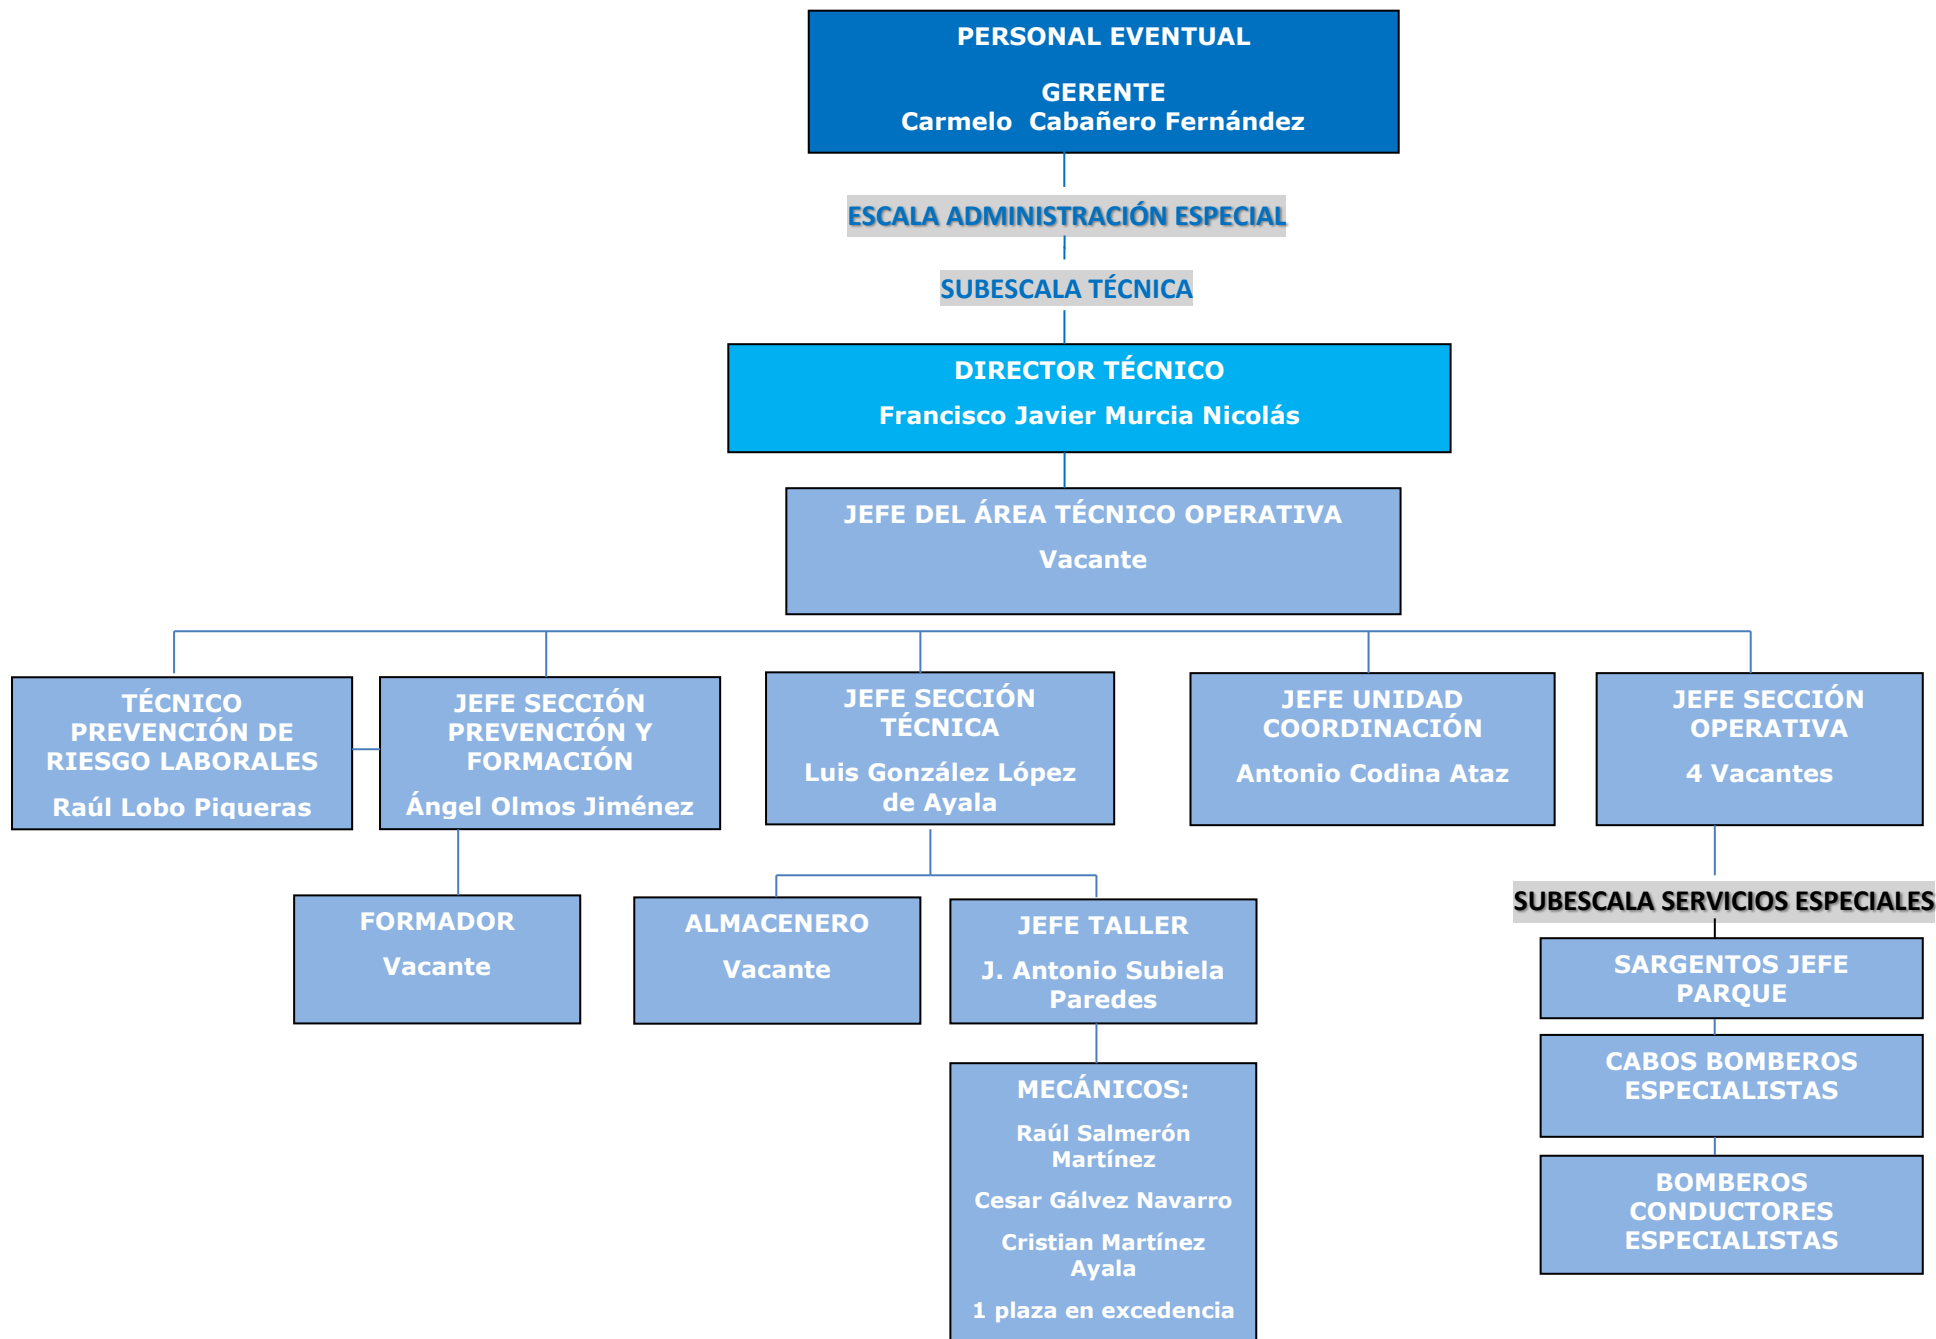 PERSONAL EVENTUAL
GERENTE
Carmelo  Cabañero Fernández
ESCALA ADMINISTRACIÓN ESPECIAL
SUBESCALA TÉCNICA
DIRECTOR TÉCNICO
Francisco Javier Murcia Nicolás
JEFE DEL ÁREA TÉCNICO OPERATIVA
Vacante
TÉCNICO
PREVENCIÓN DE
RIESGO LABORALES
Raúl Lobo Piqueras
JEFE SECCIÓN
PREVENCIÓN Y
FORMACIÓN
Ángel Olmos Jiménez
JEFE SECCIÓN
TÉCNICA
Luis González López
de Ayala
JEFE UNIDAD
COORDINACIÓN
Antonio Codina Ataz
JEFE SECCIÓN
OPERATIVA
4 Vacantes
FORMADOR
Vacante
ALMACENERO
Vacante
JEFE TALLER
J. Antonio Subiela
Paredes
MECÁNICOS:
Raúl Salmerón
Martínez
Cesar Gálvez Navarro
Cristian Martínez
Ayala
1 plaza en excedencia
SUBESCALA SERVICIOS ESPECIALES
SARGENTOS JEFE
PARQUE
CABOS BOMBEROS
ESPECIALISTAS
BOMBEROS
CONDUCTORES
ESPECIALISTAS